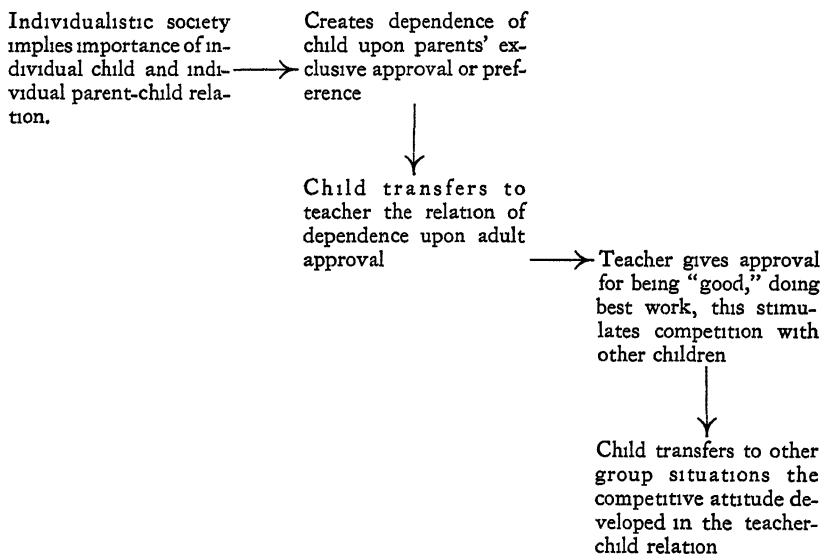 Individualistic society
implies importance of in-
dividual child and indi-
vidual parent-child rela-
tion.
Creates dependence of
child upon parents’ ex-
clusive approval or pref-
erence
Child transfers to
teacher the relation of
dependence upon adult
approval
Teacher gives approval
for being “good,” doing
best work, this stimu-
lates competition with
other children
Child transfers to other
group situations the
competitive attitude de-
veloped in the teacher-
child relation